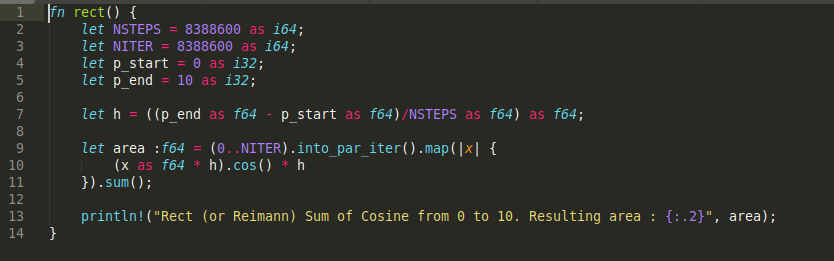 1 fn rect() {
2     let NSTEPS = 8388600 as i64;
3     let NITER = 8388600 as i64;
4     let p_start = 0 as i32;
5     let p_end = 10 as i32;
6
7     let h = ((p_end as f64 - p_start as f64)/NSTEPS as f64) as f64;
8
9     let area :f64 = (0..NITER).into_par_iter().map(|x| {
10         (x as f64 * h).cos() * h
11     }).sum();
12
13     println!("Rect (or Reimann) Sum of Cosine from 0 to 10. Resulting area : {:.2}", area);
14 }